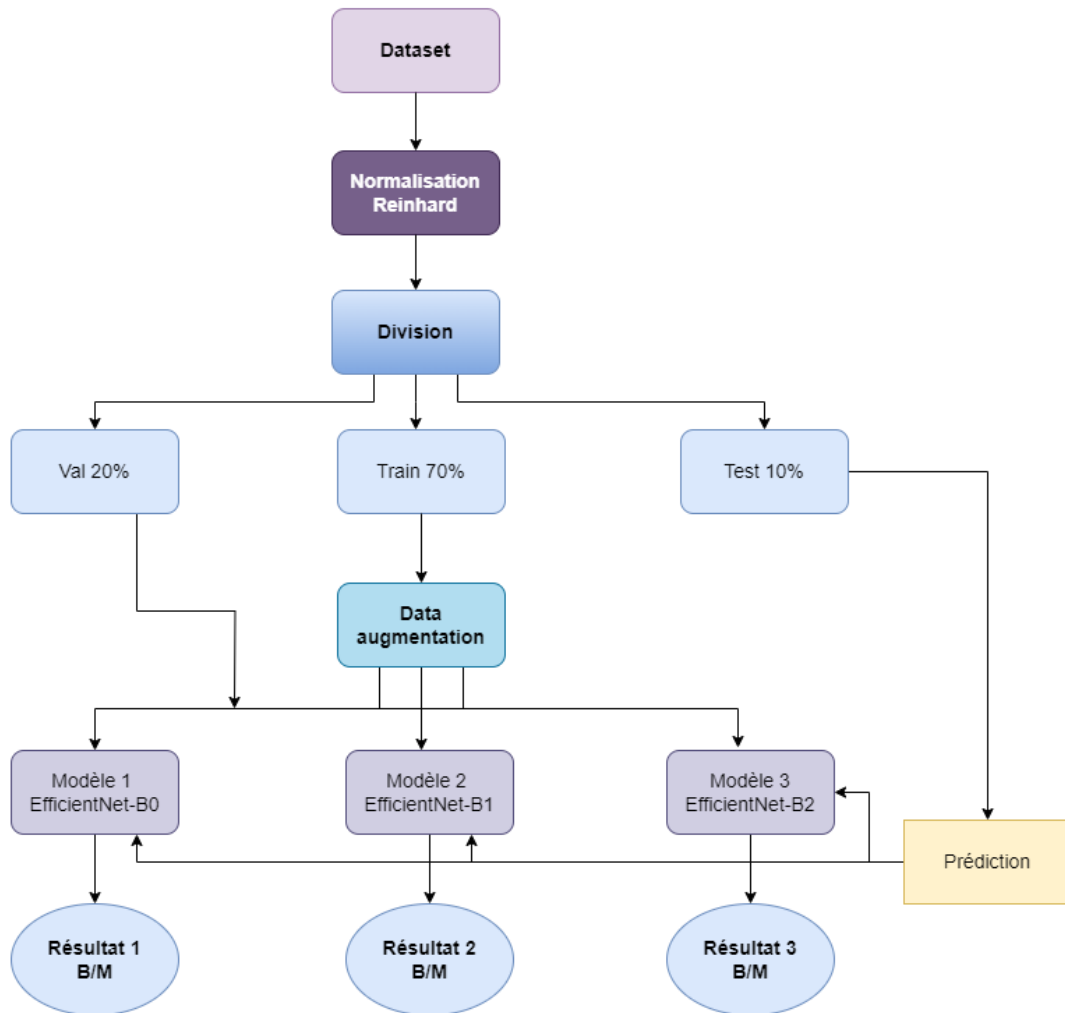 Dataset
Normalisation
Reinhard
Division
Val 20%
Train 70%
Test 10%
Data
augmentation
Modèle 1
EfficientNet-B0
Modèle 2
EfficientNet-B1
Modèle 3
EfficientNet-B2
Prédiction
Résultat 1
B/M
Résultat 2
B/M
Résultat 3
B/M